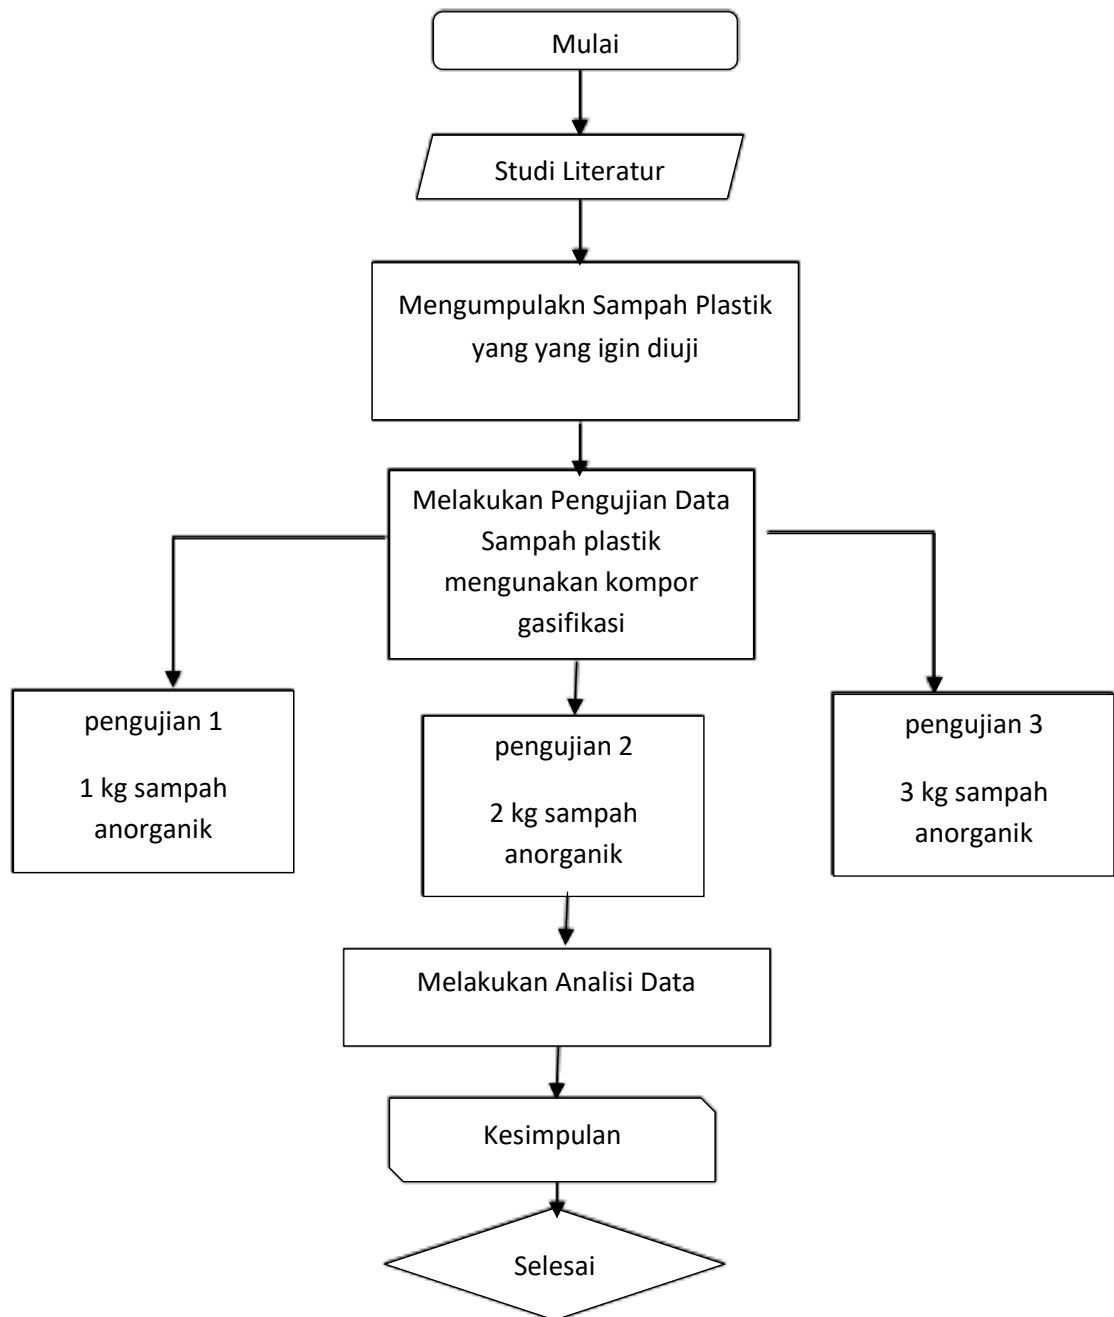 Mulai
Studi Literatur
Mengumpulakn Sampah Plastik
yang yang igin diuji
Melakukan Pengujian Data
Sampah plastik
mengunakan kompor
gasifikasi
pengujian 1
1 kg sampah
anorganik
pengujian 2
2 kg sampah
anorganik
pengujian 3
3 kg sampah
anorganik
Melakukan Analisi Data
Kesimpulan
Selesai